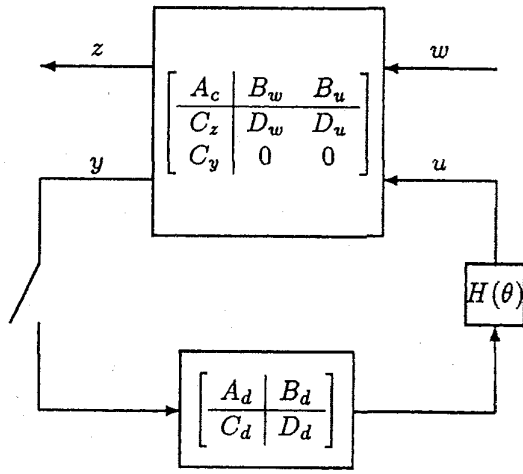 z w
A_c B_w B_u
C_z D_w D_u
C_y 0 0
y u
H(θ)
A_d B_d
C_d D_d